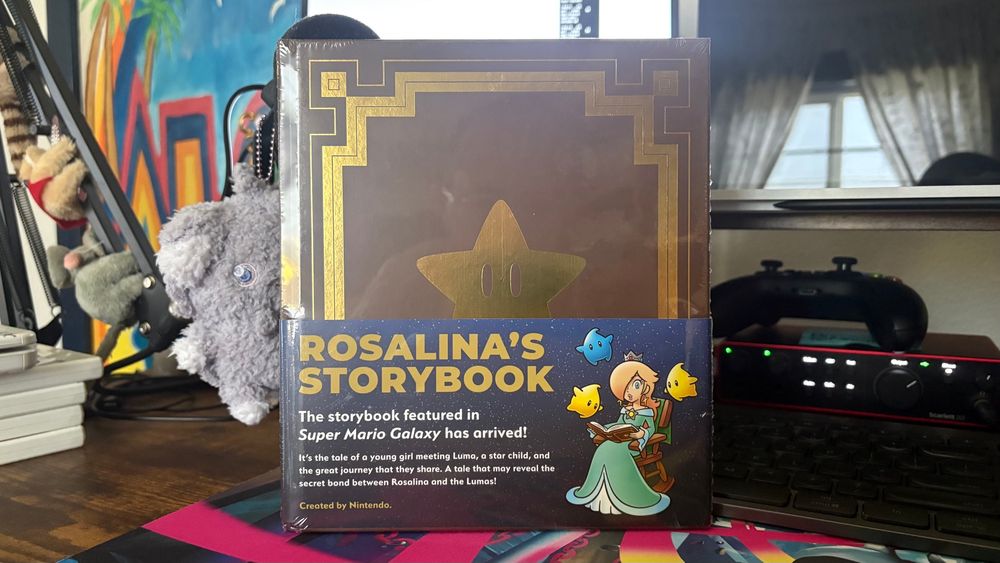 ROSALINA'S
STORYBOOK
The storybook featured in
Super Mario Galaxy has arrived!
It's the tale of a young girl meeting Luma, a star child, and
the great journey that they share. A tale that may reveal the
secret bond between Rosalina and the Lumas!
Created by Nintendo.
Scarlett